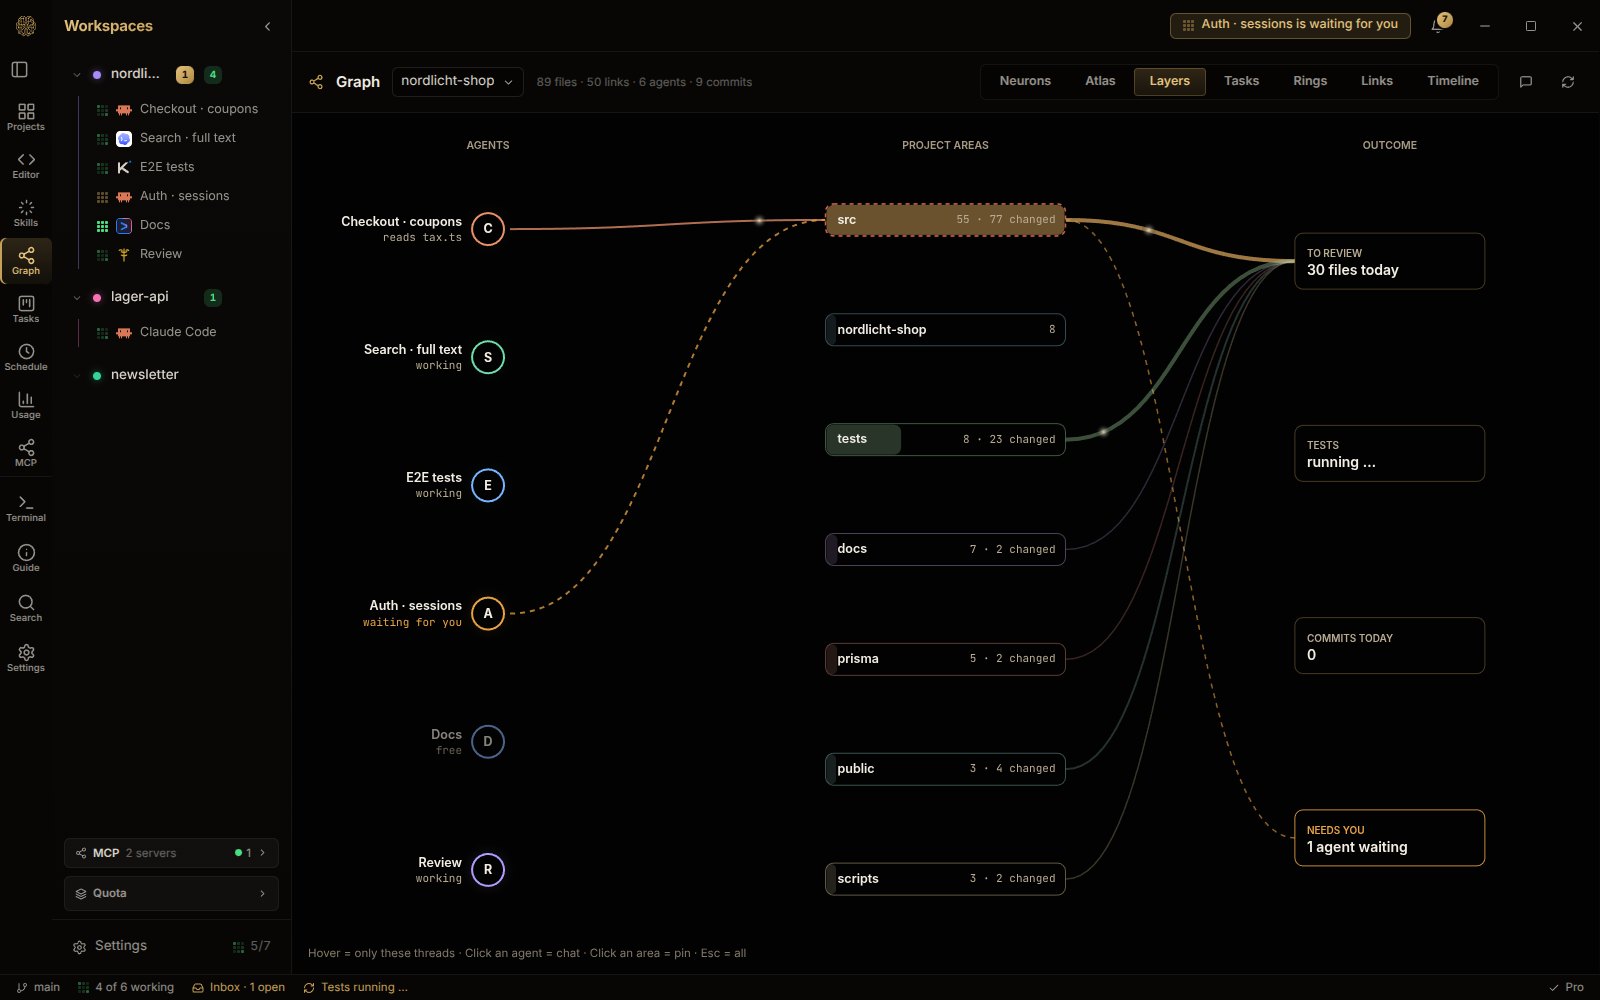 Workspaces
Auth · sessions is waiting for you
7
Projects
Editor
Skills
Graph
Tasks
Schedule
Usage
MCP
Terminal
Guide
Search
Settings
nordli... 1 4
Checkout · coupons
Search · full text
E2E tests
Auth · sessions
Docs
Review
lager-api 1
Claude Code
newsletter
MCP 2 servers 1
Quota
Settings 5/7
Graph nordlicht-shop 89 files · 50 links · 6 agents · 9 commits
Neurons Atlas Layers Tasks Rings Links Timeline
AGENTS
Checkout · coupons
reads tax.ts
C
Search · full text
working
S
E2E tests
working
E
Auth · sessions
waiting for you
A
Docs
free
D
Review
working
R
PROJECT AREAS
src 55 · 77 changed
nordlicht-shop 8
tests 8 · 23 changed
docs 7 · 2 changed
prisma 5 · 2 changed
public 3 · 4 changed
scripts 3 · 2 changed
OUTCOME
TO REVIEW
30 files today
TESTS
running ...
COMMITS TODAY
0
NEEDS YOU
1 agent waiting
Hover = only these threads · Click an agent = chat · Click an area = pin · Esc = all
main 4 of 6 working Inbox · 1 open Tests running ... Pro